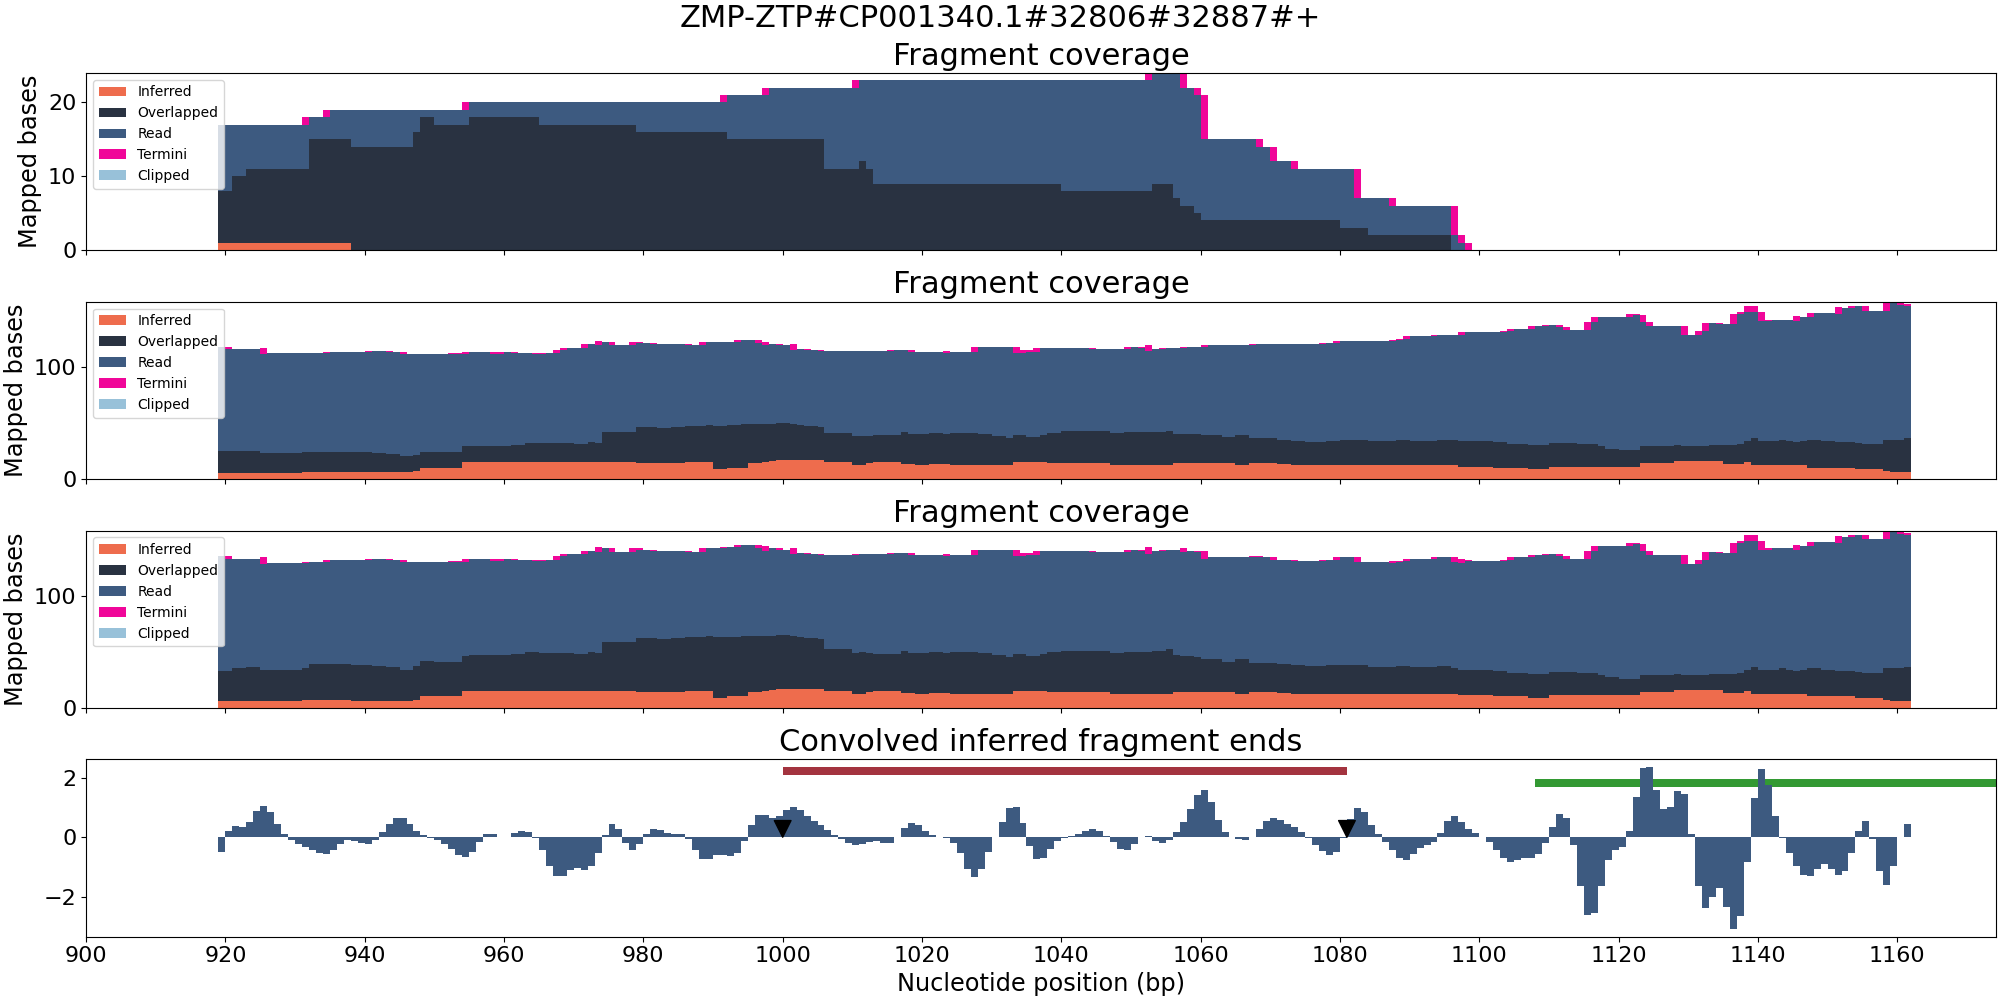 ZMP-ZTP#CP001340.1#32806#32887#+
Fragment coverage
Mapped bases
20
10
0
Inferred
Overlapped
Read
Termini
Clipped
Fragment coverage
Mapped bases
100
0
Inferred
Overlapped
Read
Termini
Clipped
Fragment coverage
Mapped bases
100
0
Inferred
Overlapped
Read
Termini
Clipped
Convolved inferred fragment ends
2
0
−2
900 920 940 960 980 1000 1020 1040 1060 1080 1100 1120 1140 1160
Nucleotide position (bp)